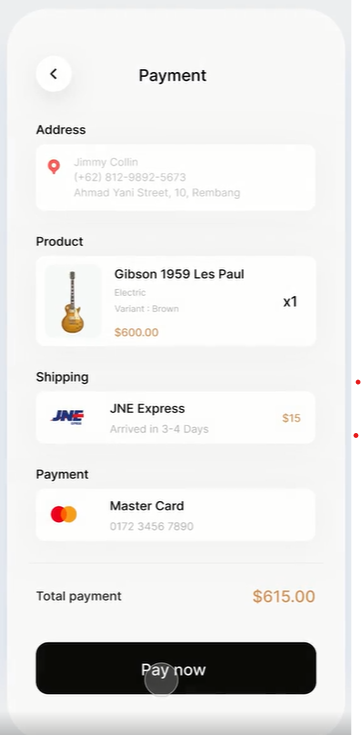 Payment
Address
Jimmy Collin
(+62) 812-9892-5673
Ahmad Yani Street, 10, Rembang
Product
Gibson 1959 Les Paul
Electric
Variant : Brown
x1
$600.00
Shipping
JNE
JNE Express
Arrived in 3-4 Days
$15
Payment
Master Card
0172 3456 7890
Total payment
$615.00
Pay now